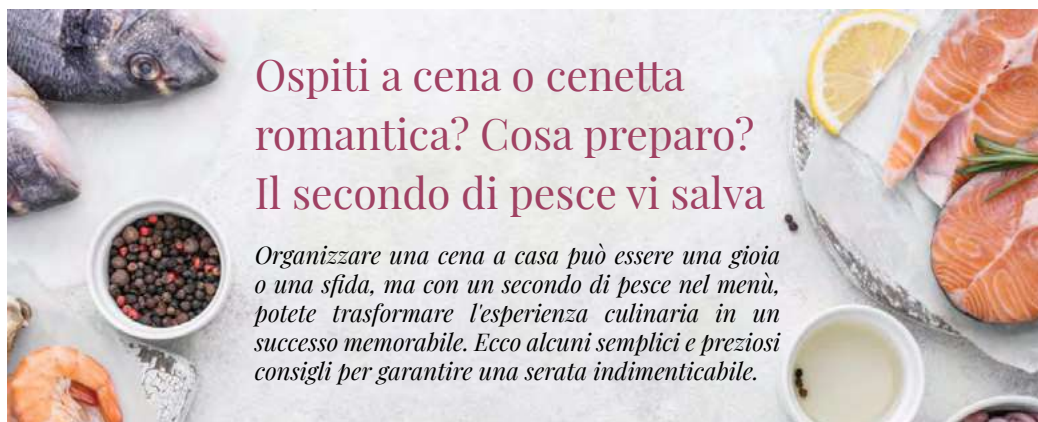 Ospiti a cena o cenetta
romantica? Cosa preparo?
Il secondo di pesce vi salva
Organizzare una cena a casa può essere una gioia
o una sfida, ma con un secondo di pesce nel menù,
potete trasformare l'esperienza culinaria in un
successo memorabile. Ecco alcuni semplici e preziosi
consigli per garantire una serata indimenticabile.